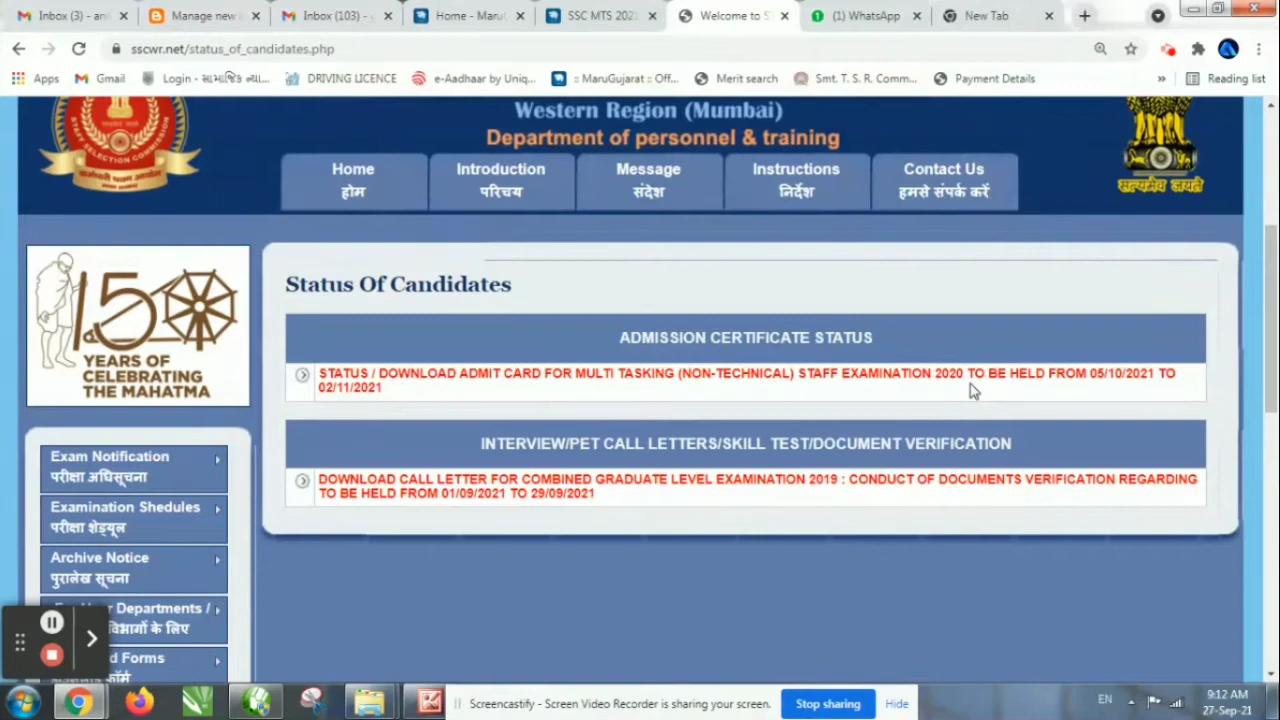 Inbox (3) - an
Manage new
Inbox (103) -
Home - Maru
SSC MTS 202
Welcome to S
(1) WhatsApp
New Tab
sscwr.net/status_of_candidates.php
Apps
Gmail
Login - સામાજિક ન્યા...
DRIVING LICENCE
e-Aadhaar by Uniq...
:: MaruGujarat :: Off...
Merit search
Smt. T. S. R. Comm...
Payment Details
»
Reading list
Western Region (Mumbai)
Department of personnel & training
STAFF SELECTION COMMISSION
सत्यमेव जयते
Home
होम
Introduction
परिचय
Message
संदेश
Instructions
निर्देश
Contact Us
हमसे संपर्क करें
150
YEARS OF
CELEBRATING
THE MAHATMA
Status Of Candidates
ADMISSION CERTIFICATE STATUS
STATUS / DOWNLOAD ADMIT CARD FOR MULTI TASKING (NON-TECHNICAL) STAFF EXAMINATION 2020 TO BE HELD FROM 05/10/2021 TO
02/11/2021
INTERVIEW/PET CALL LETTERS/SKILL TEST/DOCUMENT VERIFICATION
DOWNLOAD CALL LETTER FOR COMBINED GRADUATE LEVEL EXAMINATION 2019 : CONDUCT OF DOCUMENTS VERIFICATION REGARDING
TO BE HELD FROM 01/09/2021 TO 29/09/2021
Exam Notification
परीक्षा अधिसूचना
Examination Shedules
परीक्षा शेड्यूल
Archive Notice
पुरालेख सूचना
Departments /
विभागों के लिए
Forms
फॉर्म
Screencastify - Screen Video Recorder is sharing your screen.
Stop sharing
Hide
EN
9:12 AM
27-Sep-21